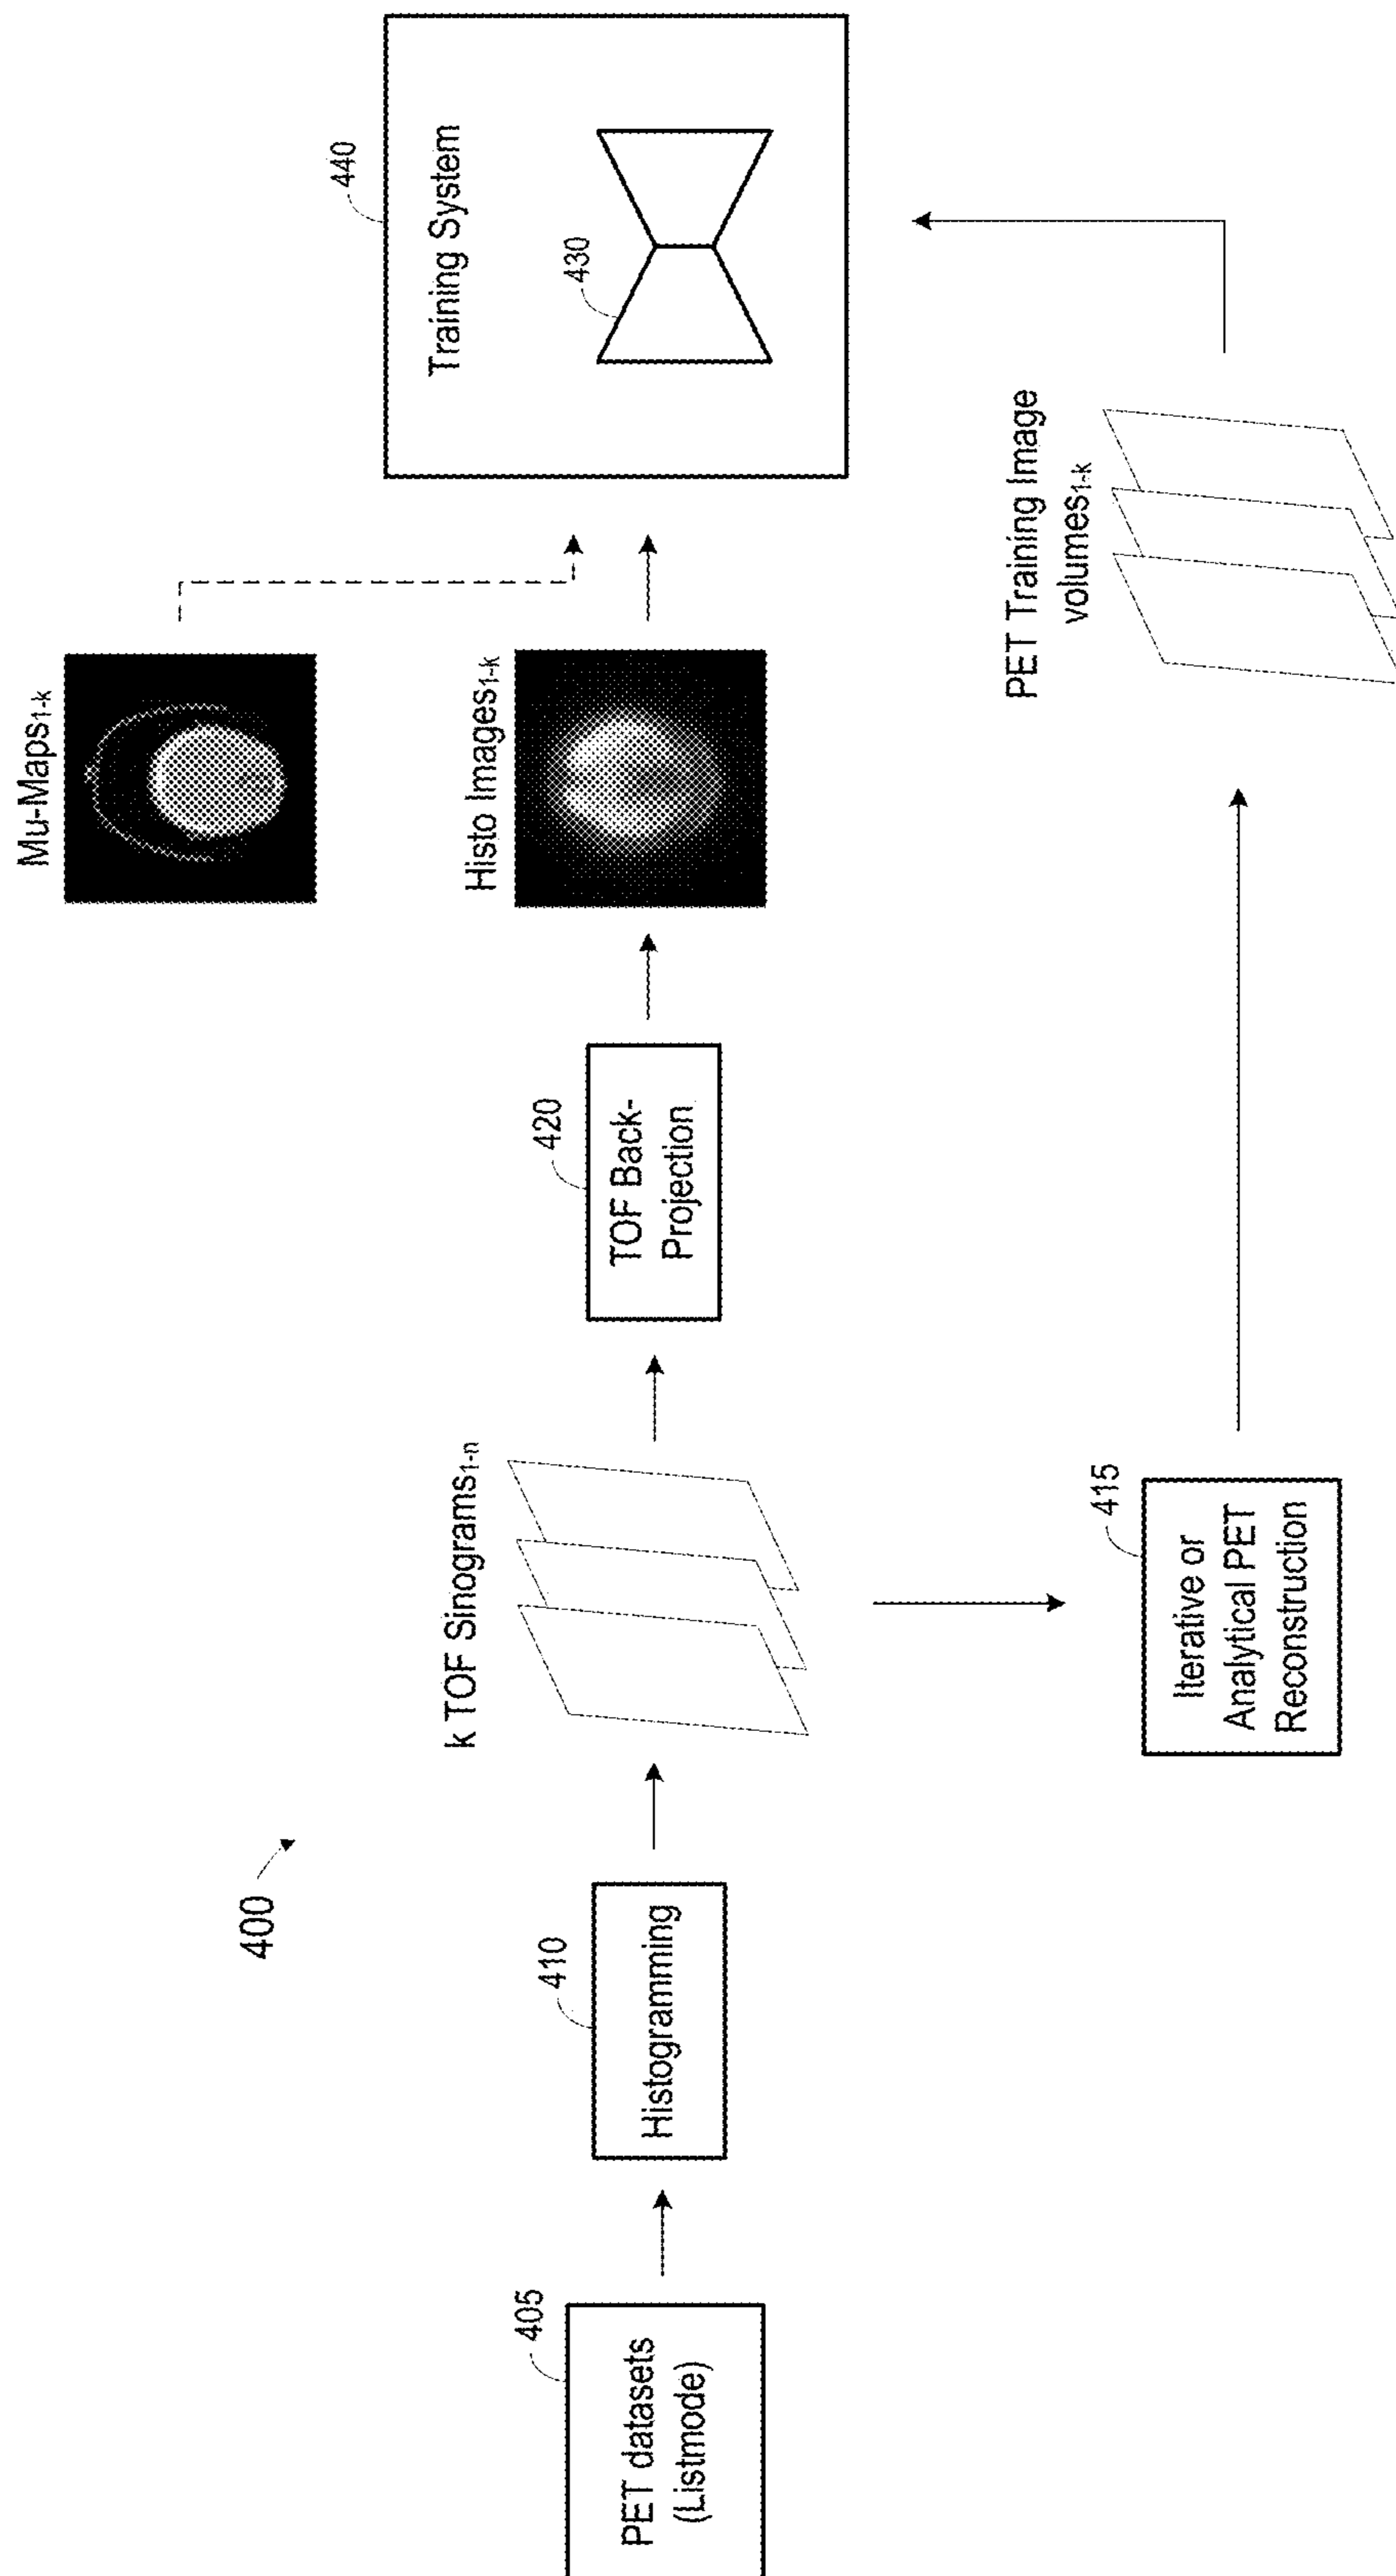 400
405
PET datasets
(Listmode)
410
Histogramming
k TOF Sinograms1-n
415
Iterative or
Analytical PET
Reconstruction
420
TOF Back-
Projection
Mu-Maps1-k
Histo Images1-k
PET Training Image
volumes1-k
440
Training System
430